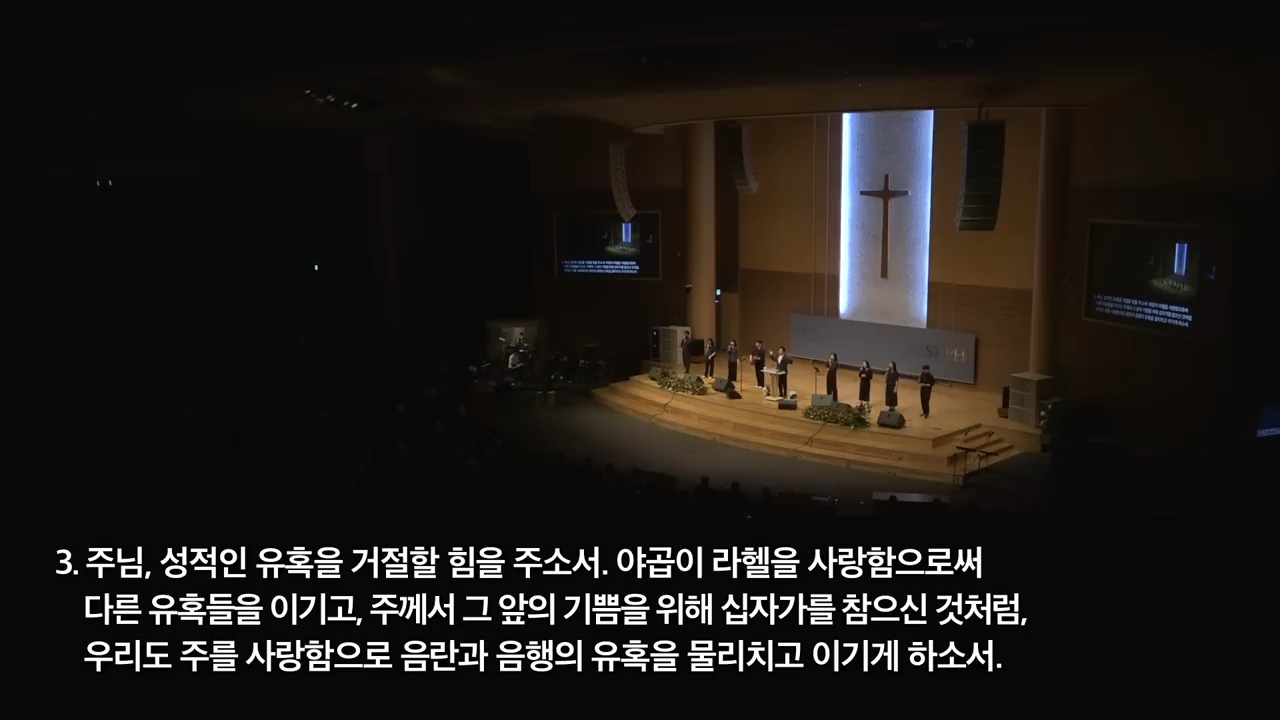 3. 주님, 성적인 유혹을 거절할 힘을 주소서. 야곱이 라헬을 사랑함으로써
다른 유혹들을 이기고, 주께서 그 앞의 기쁨을 위해 십자가를 참으신 것처럼,
우리도 주를 사랑함으로 음란과 음행의 유혹을 물리치고 이기게 하소서.